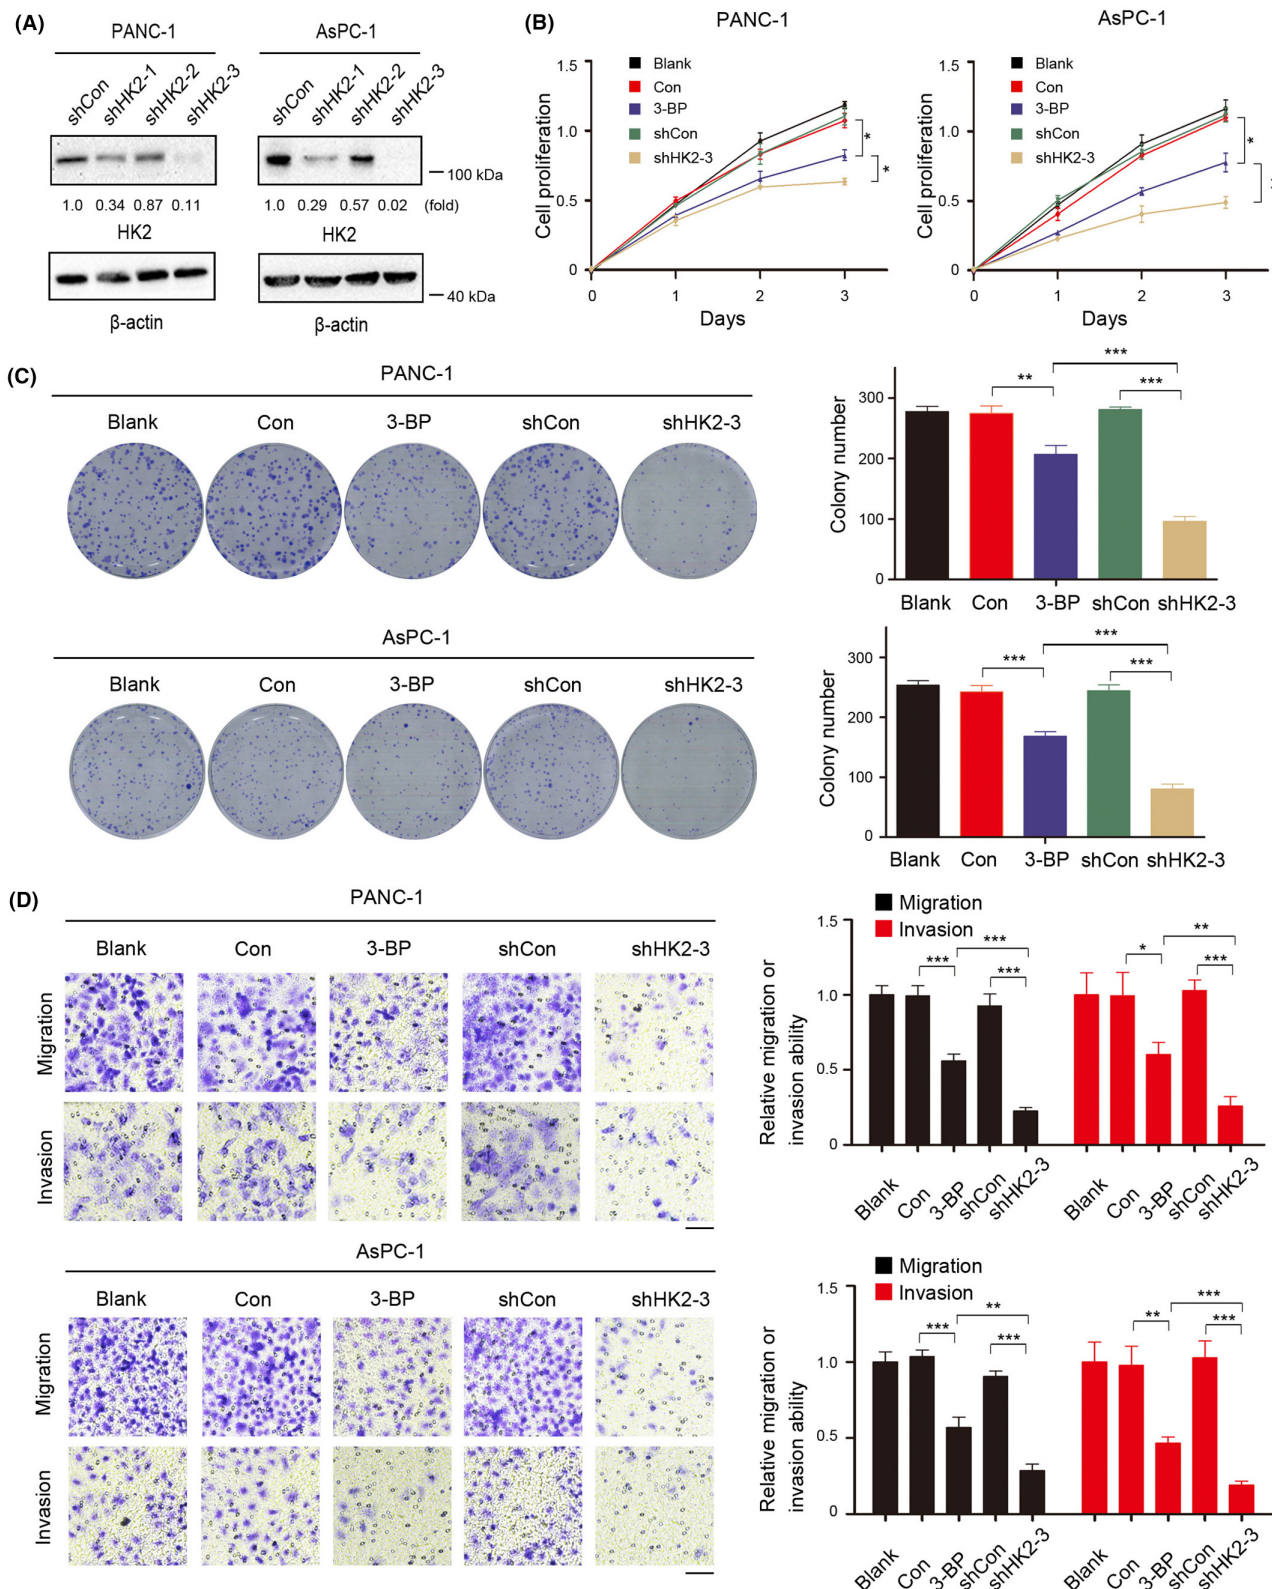 (A)
PANC-1
AsPC-1
shCon
shHK2-1
shHK2-2
shHK2-3
shCon
shHK2-1
shHK2-2
shHK2-3
100 kDa
1.0 0.34 0.87 0.11
1.0 0.29 0.57 0.02 (fold)
HK2
HK2
40 kDa
β-actin
β-actin
(B)
PANC-1
Cell proliferation
1.5
1.0
0.5
0
Blank
Con
3-BP
shCon
shHK2-3
*
*
0 1 2 3
Days
AsPC-1
Cell proliferation
1.5
1.0
0.5
0
Blank
Con
3-BP
shCon
shHK2-3
*
0 1 2 3
Days
(C)
PANC-1
Blank Con 3-BP shCon shHK2-3
Colony number
300
200
100
0
***
** ***
Blank Con 3-BP shCon shHK2-3
AsPC-1
Blank Con 3-BP shCon shHK2-3
Colony number
300
200
100
0
***
*** ***
Blank Con 3-BP shCon shHK2-3
(D)
PANC-1
Blank Con 3-BP shCon shHK2-3
Migration
Invasion
Migration
Invasion
Relative migration or
invasion ability
1.5
1.0
0.5
0
*** **
*** *** * ***
Blank
Con
3-BP
shCon
shHK2-3
Blank
Con
3-BP
shCon
shHK2-3
AsPC-1
Blank Con 3-BP shCon shHK2-3
Migration
Invasion
Migration
Invasion
Relative migration or
invasion ability
1.5
1.0
0.5
0
** ***
*** *** ** ***
Blank
Con
3-BP
shCon
shHK2-3
Blank
Con
3-BP
shCon
shHK2-3